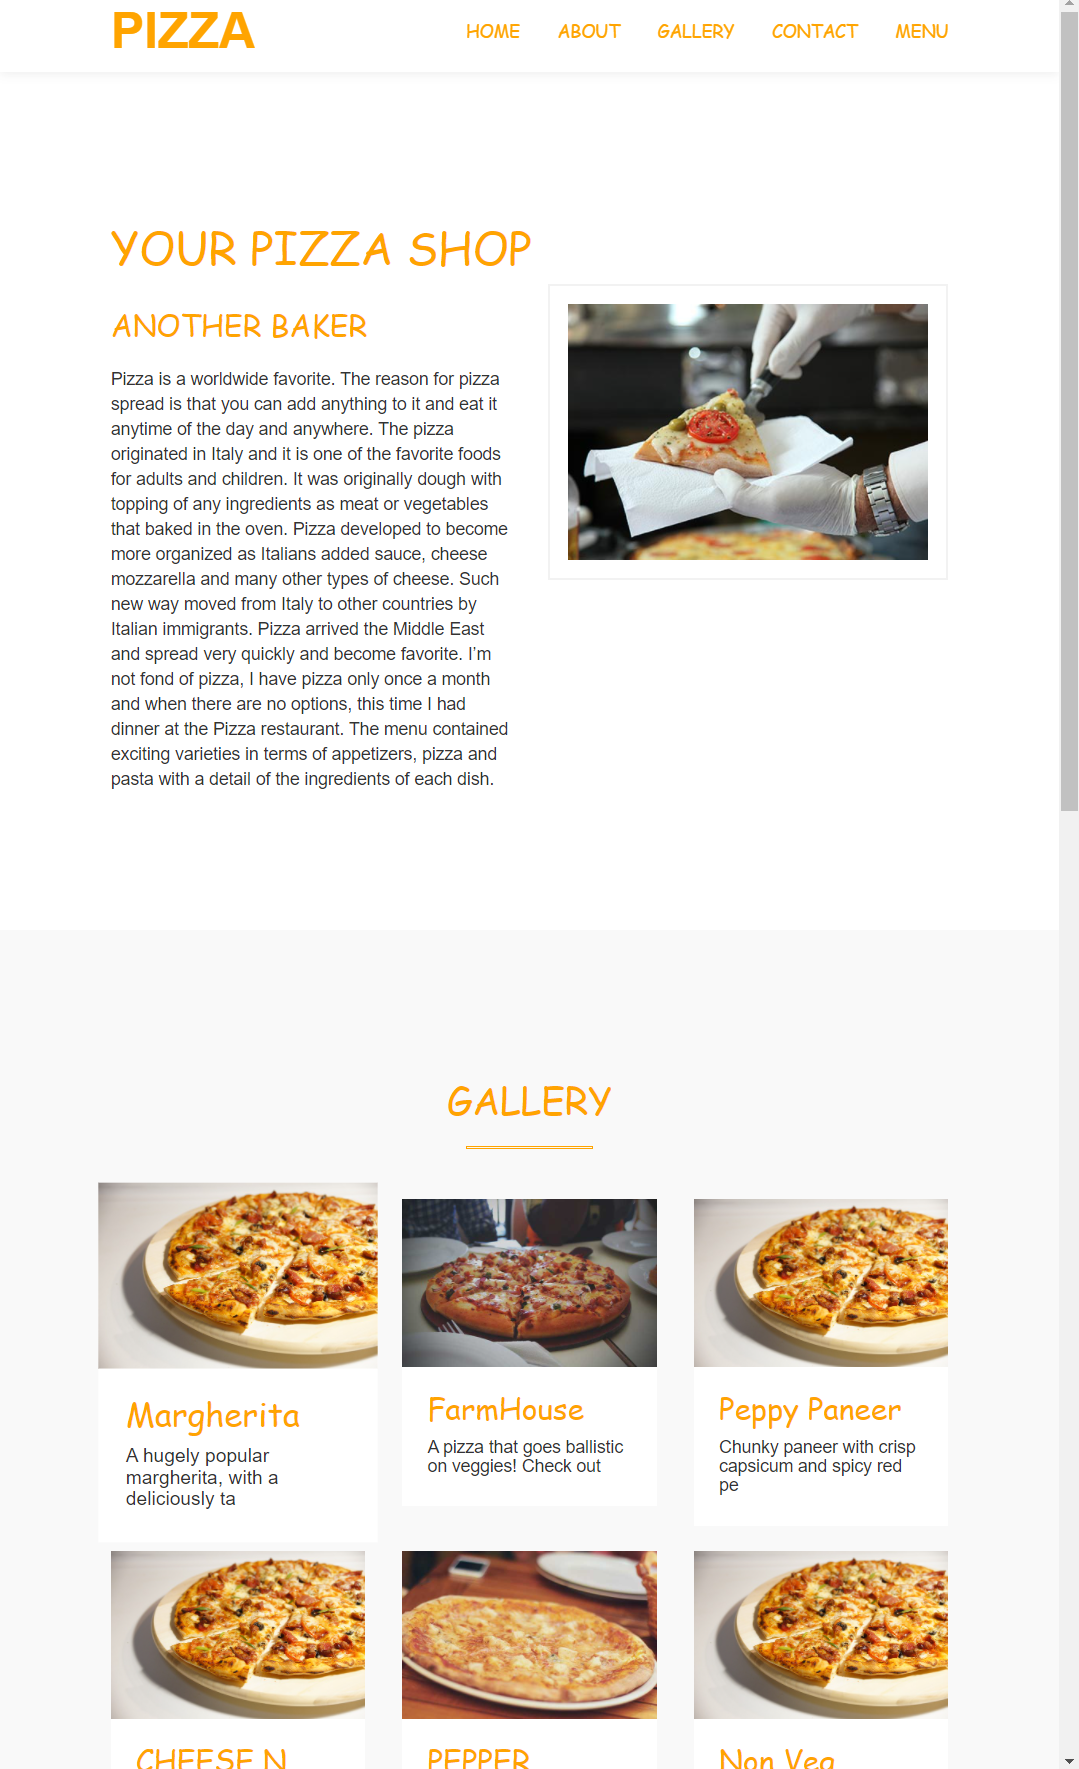 PIZZA
HOME ABOUT GALLERY CONTACT MENU
YOUR PIZZA SHOP
ANOTHER BAKER
Pizza is a worldwide favorite. The reason for pizza
spread is that you can add anything to it and eat it
anytime of the day and anywhere. The pizza
originated in Italy and it is one of the favorite foods
for adults and children. It was originally dough with
topping of any ingredients as meat or vegetables
that baked in the oven. Pizza developed to become
more organized as Italians added sauce, cheese
mozzarella and many other types of cheese. Such
new way moved from Italy to other countries by
Italian immigrants. Pizza arrived the Middle East
and spread very quickly and become favorite. I’m
not fond of pizza, I have pizza only once a month
and when there are no options, this time I had
dinner at the Pizza restaurant. The menu contained
exciting varieties in terms of appetizers, pizza and
pasta with a detail of the ingredients of each dish.
GALLERY
Margherita
A hugely popular
margherita, with a
deliciously ta
FarmHouse
A pizza that goes ballistic
on veggies! Check out
Peppy Paneer
Chunky paneer with crisp
capsicum and spicy red
pe
CHEESE N
PEPPER
Non Veg